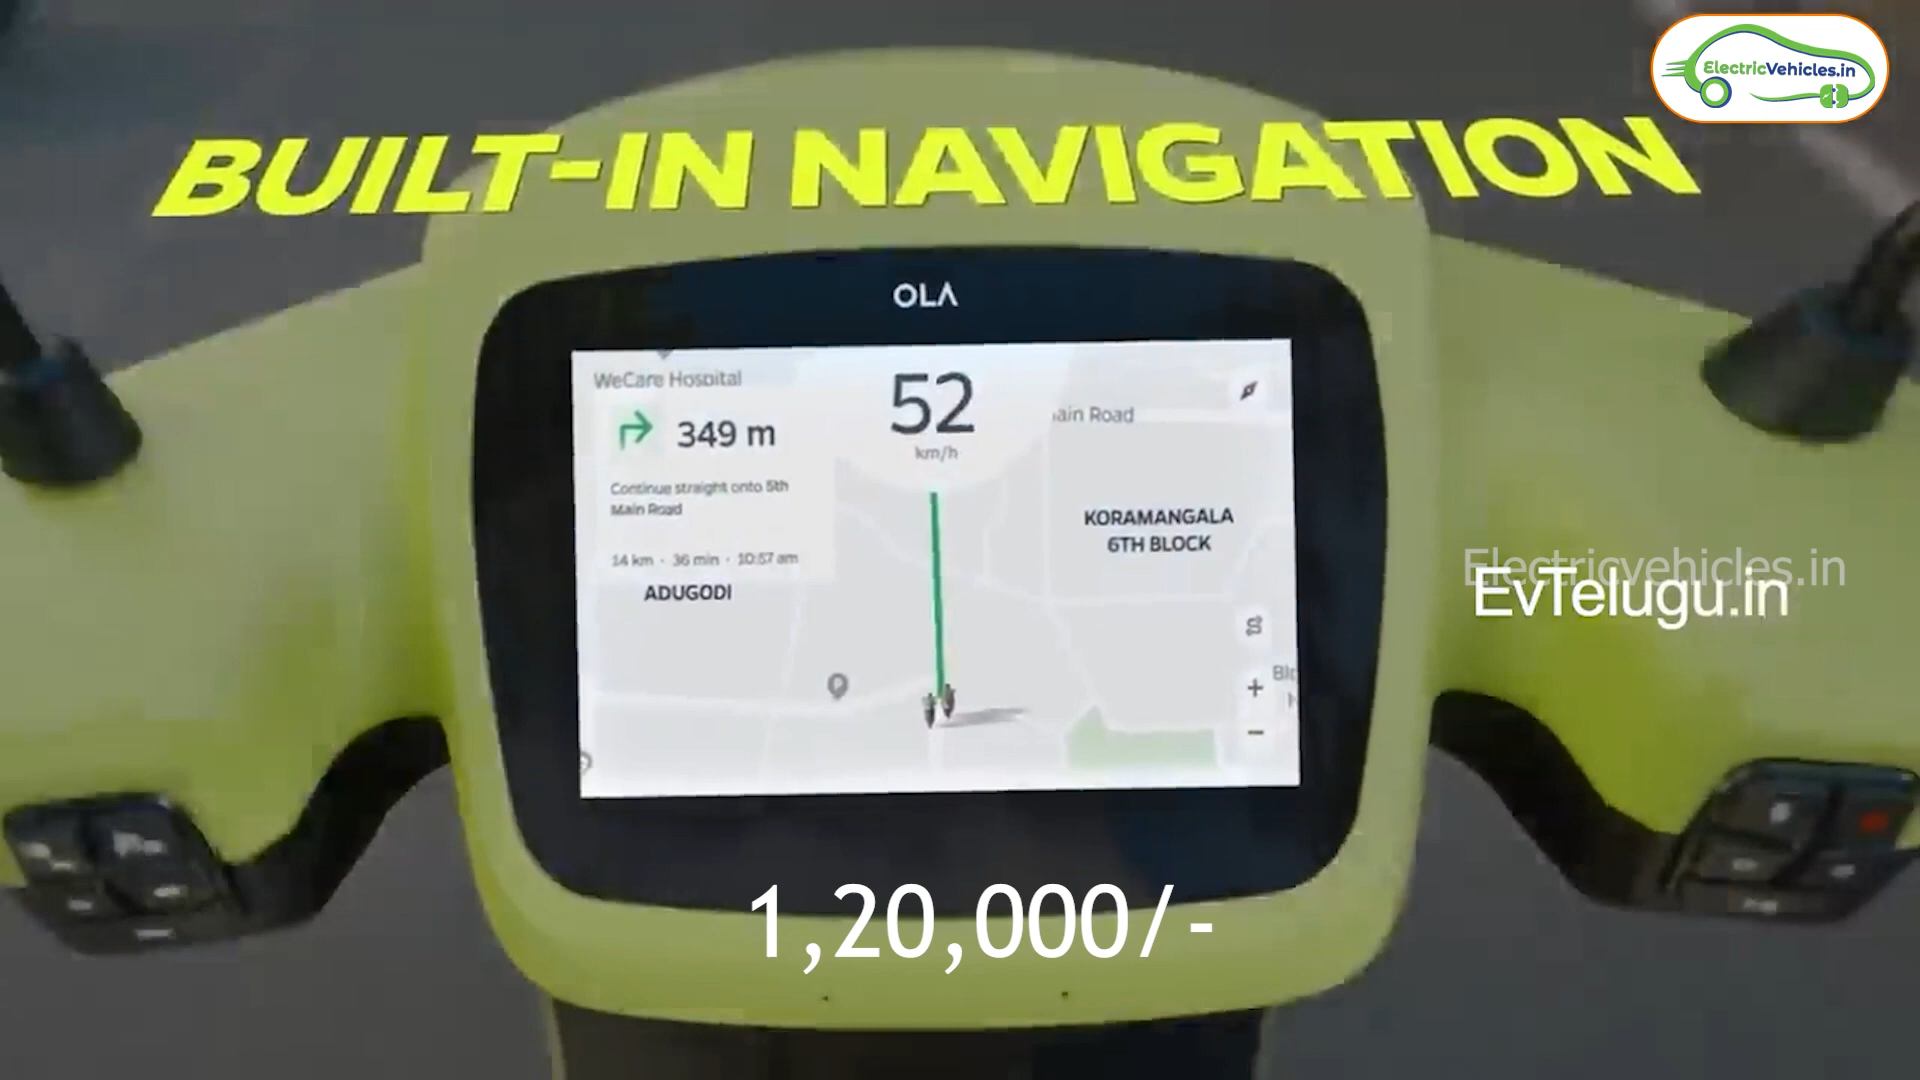 ElectricVehicles.in
BUILT-IN NAVIGATION
OLA
WeCare Hospital
349 m
52
km/h
ain Road
Continue straight onto 5th
Main Road
14 km · 36 min · 10:57 am
ADUGODI
KORAMANGALA
6TH BLOCK
Electricvehicles.in
EvTelugu.in
1,20,000/-